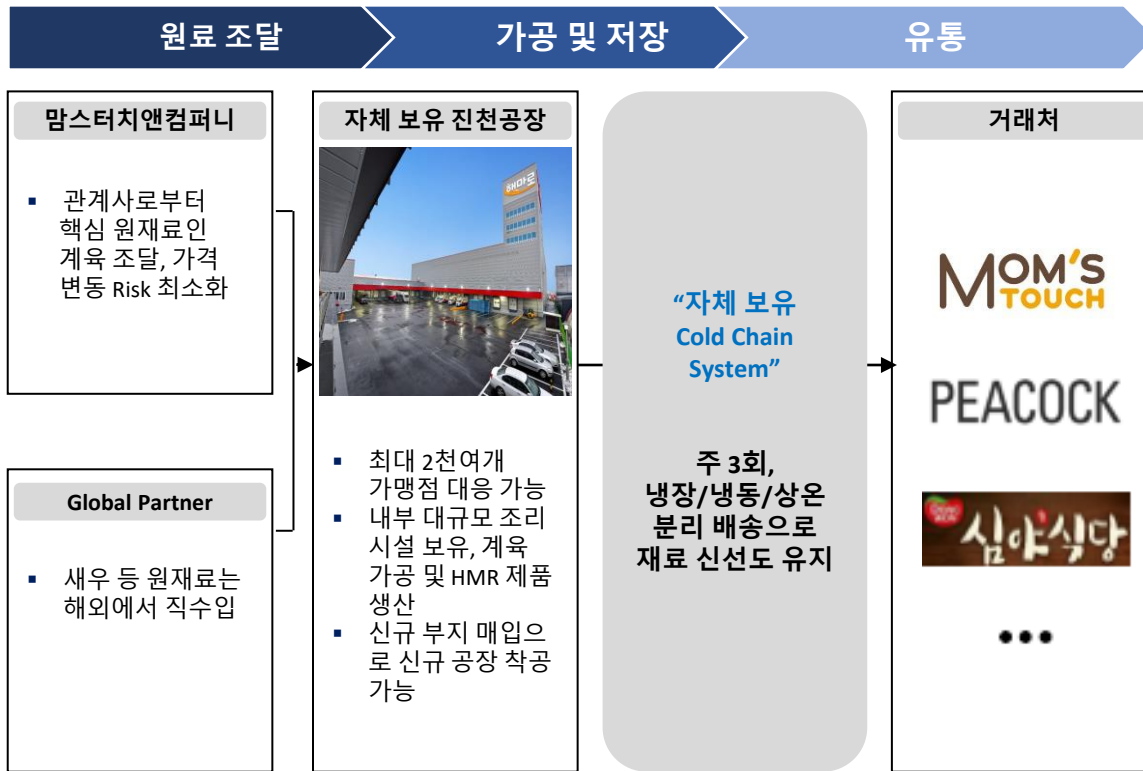 원료 조달
가공 및 저장
유통
맘스터치앤컴퍼니
▪ 관계사로부터
핵심 원재료인
계육 조달, 가격
변동 Risk 최소화
Global Partner
▪ 새우 등 원재료는
해외에서 직수입
자체 보유 진천공장
해마로
▪ 최대 2천여개
가맹점 대응 가능
▪ 내부 대규모 조리
시설 보유, 계육
가공 및 HMR 제품
생산
▪ 신규 부지 매입으
로 신규 공장 착공
가능
“자체 보유
Cold Chain
System”
주 3회,
냉장/냉동/상온
분리 배송으로
재료 신선도 유지
거래처
MOM'S
TOUCH
PEACOCK
심야식당
•••